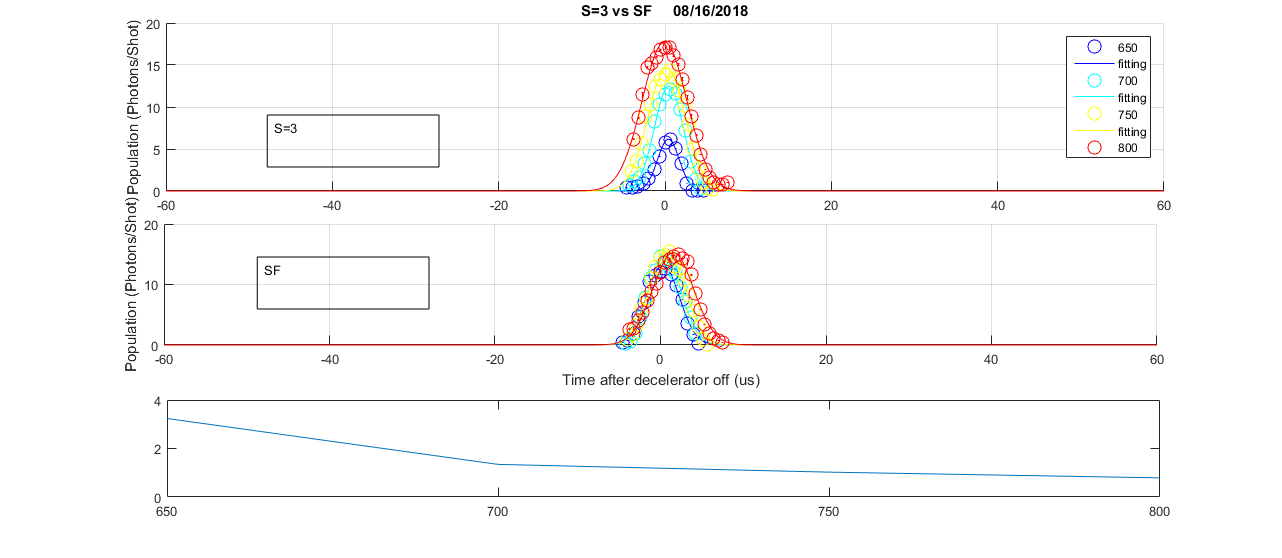 S=3 vs SF 08/16/2018
Population (Photons/Shot)
20
15
10
5
0
-60 -40 -20 0 20 40 60
S=3
650
fitting
700
fitting
750
fitting
800
Population (Photons/Shot)
20
10
0
-60 -40 -20 0 20 40 60
SF
Time after decelerator off (us)
4
2
0
650 700 750 800